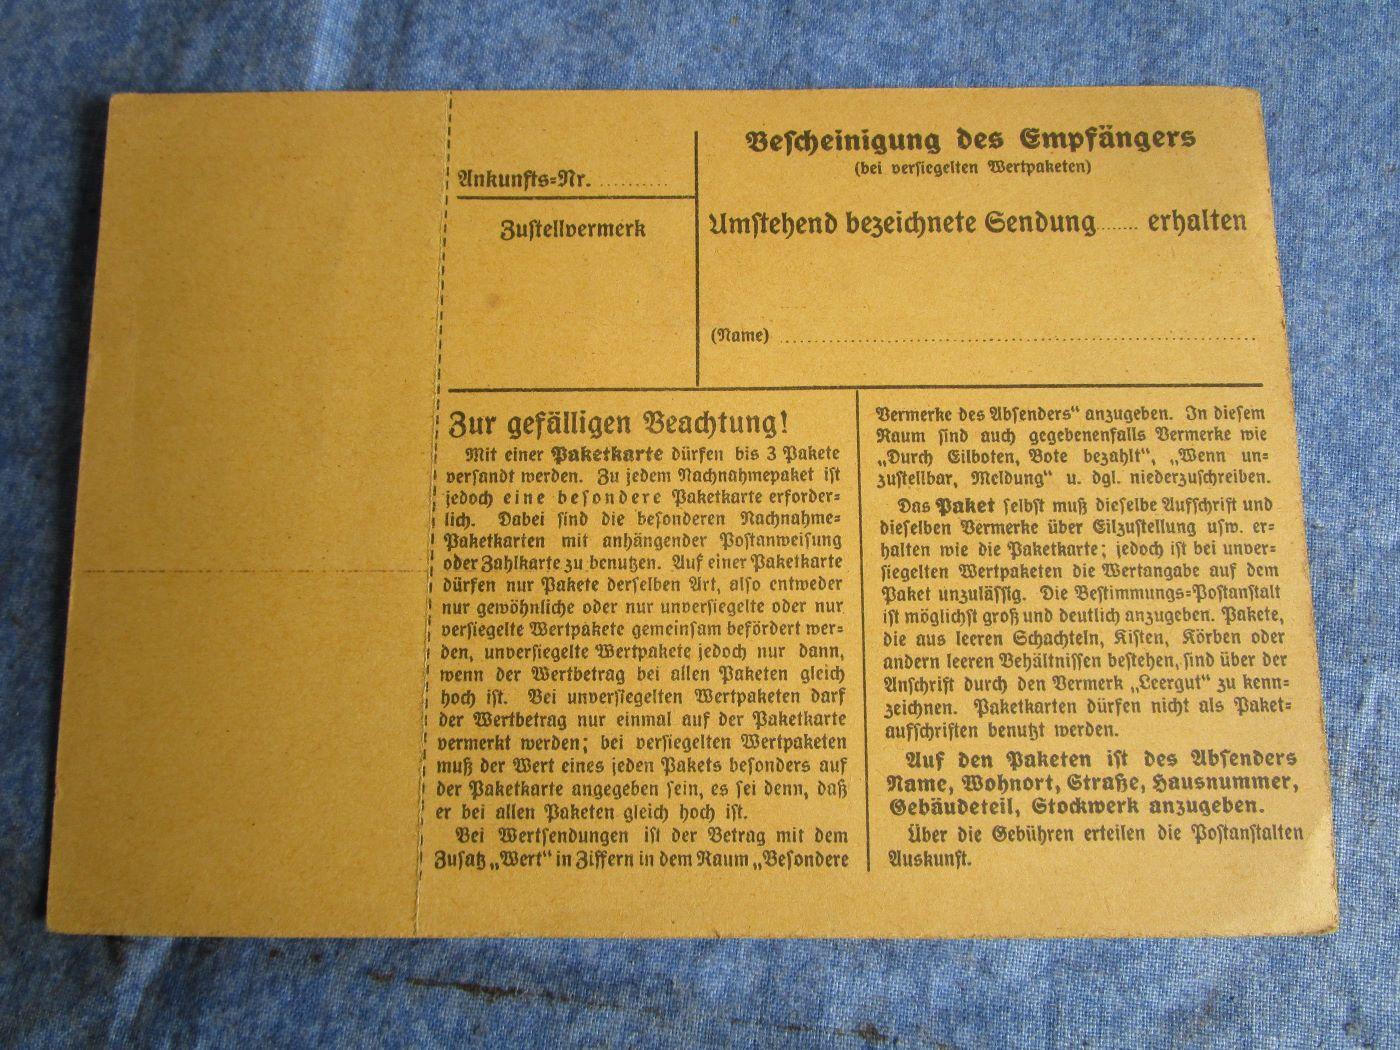 Ankunfts-Nr. ..........
Zustellvermerk
Bescheinigung des Empfängers
(bei versiegelten Wertpaketen)
Umstehend bezeichnete Sendung....... erhalten
(Name) ............................................................
Zur gefälligen Beachtung!
Mit einer Paketkarte dürfen bis 3 Pakete
versandt werden. Zu jedem Nachnahmepaket ist
jedoch eine besondere Paketkarte erforder-
lich. Dabei sind die besonderen Nachnahme-
Paketkarten mit anhängender Postanweisung
oder Zahlkarte zu benutzen. Auf einer Paketkarte
dürfen nur Pakete derselben Art, also entweder
nur gewöhnliche oder nur unversiegelte oder nur
versiegelte Wertpakete gemeinsam befördert wer-
den, unversiegelte Wertpakete jedoch nur dann,
wenn der Wertbetrag bei allen Paketen gleich
hoch ist. Bei unversiegelten Wertpaketen darf
der Wertbetrag nur einmal auf der Paketkarte
vermerkt werden; bei versiegelten Wertpaketen
muß der Wert eines jeden Pakets besonders auf
der Paketkarte angegeben sein, es sei denn, daß
er bei allen Paketen gleich hoch ist.
Bei Wertsendungen ist der Betrag mit dem
Zusatz „Wert“ in Ziffern in dem Raum „Besondere
Vermerke des Absenders“ anzugeben. In diesem
Raum sind auch gegebenenfalls Vermerke wie
„Durch Eilboten, Bote bezahlt“, „Wenn un-
zustellbar, Meldung“ u. dgl. niederzuschreiben.
Das Paket selbst muß dieselbe Aufschrift und
dieselben Vermerke über Eilzustellung usw. er-
halten wie die Paketkarte; jedoch ist bei unver-
siegelten Wertpaketen die Wertangabe auf dem
Paket unzulässig. Die Bestimmungs-Postanstalt
ist möglichst groß und deutlich anzugeben. Pakete,
die aus leeren Schachteln, Kisten, Körben oder
andern leeren Behältnissen bestehen, sind über der
Anschrift durch den Vermerk „Leergut“ zu kenn-
zeichnen. Paketkarten dürfen nicht als Paket-
aufschriften benutzt werden.
Auf den Paketen ist des Absenders
Name, Wohnort, Straße, Hausnummer,
Gebäudeteil, Stockwerk anzugeben.
Über die Gebühren erteilen die Postanstalten
Auskunft.